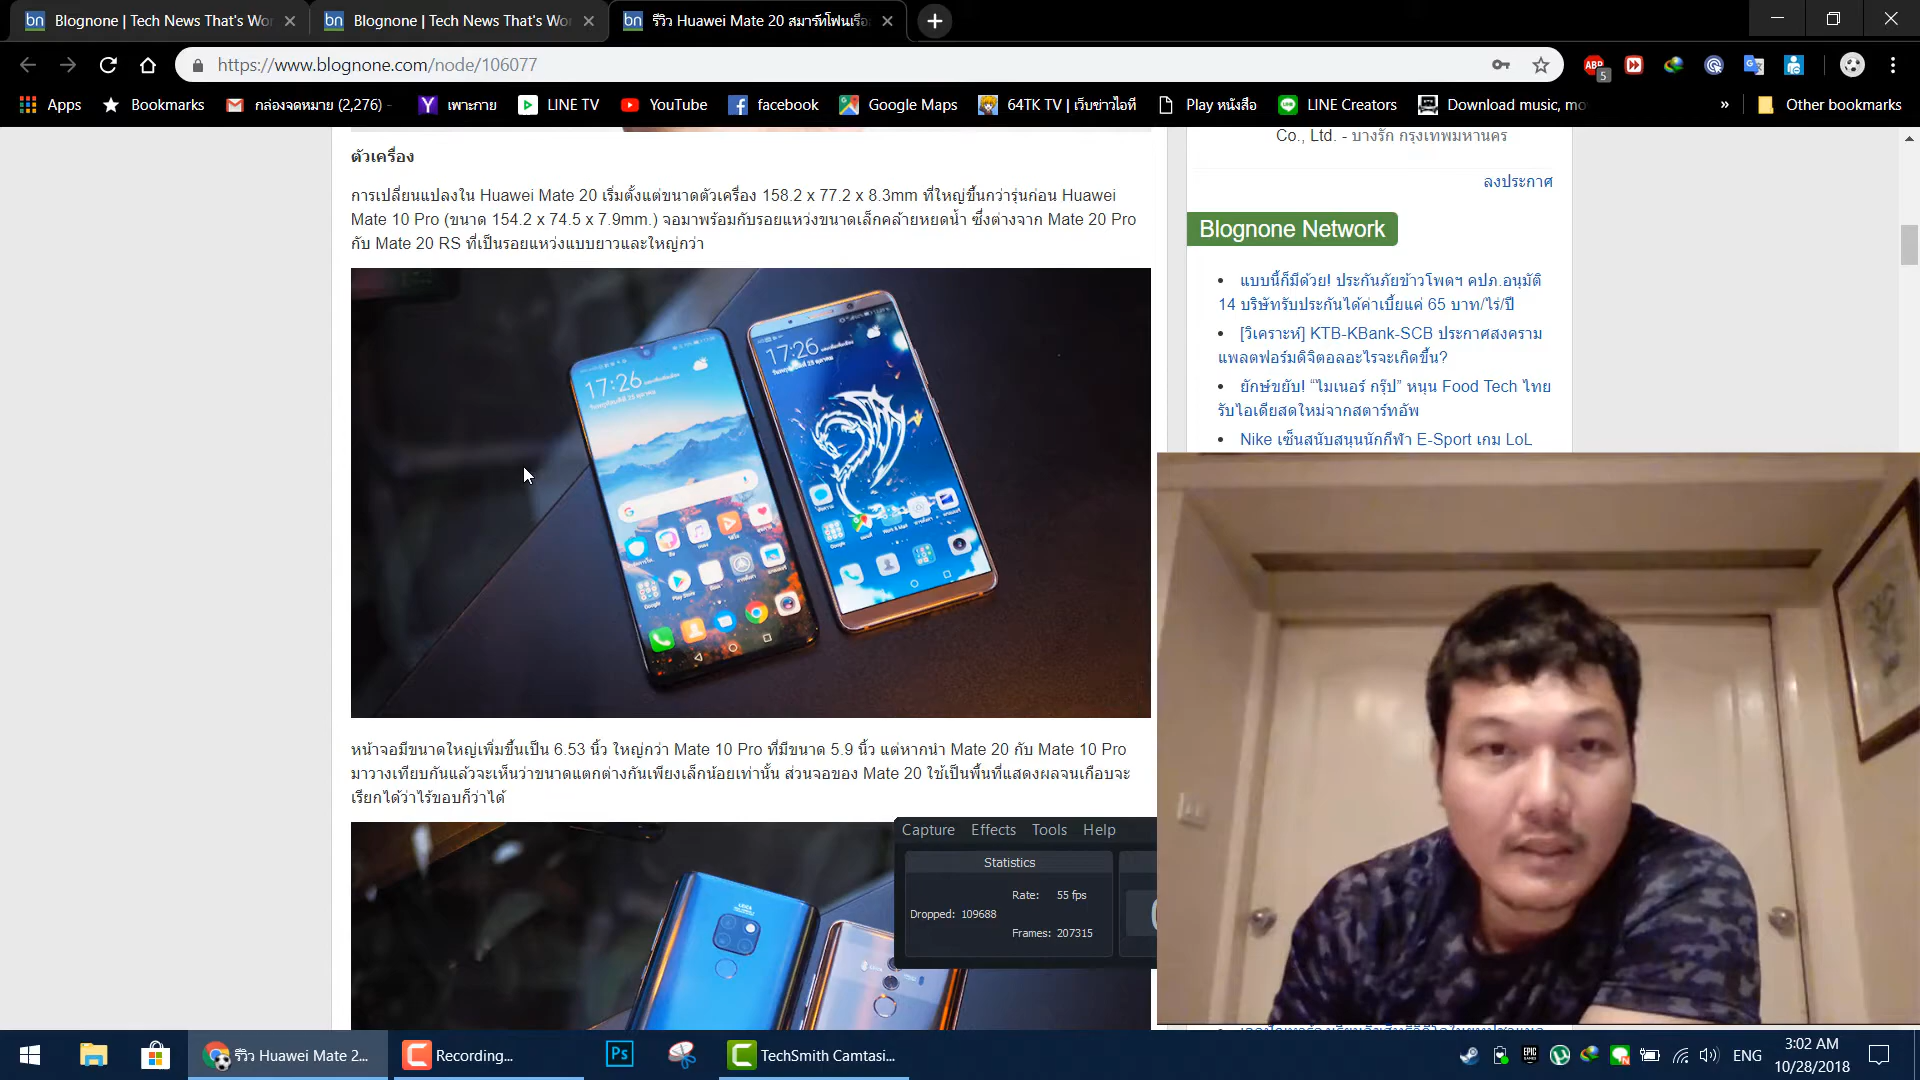 Blognone | Tech News That's Wor
Blognone | Tech News That's Wor
รีวิว Huawei Mate 20 สมาร์ทโฟนเรือ
https://www.blognone.com/node/106077
ABP
5
Apps
Bookmarks
กล่องจดหมาย (2,276) -
เพาะกาย
LINE TV
YouTube
facebook
Google Maps
64TK TV | เว็บข่าวไอที
Play หนังสือ
LINE Creators
Download music, mo
»
Other bookmarks
ตัวเครื่อง
การเปลี่ยนแปลงใน Huawei Mate 20 เริ่มตั้งแต่ขนาดตัวเครื่อง 158.2 x 77.2 x 8.3mm ที่ใหญ่ขึ้นกว่ารุ่นก่อน Huawei
Mate 10 Pro (ขนาด 154.2 x 74.5 x 7.9mm.) จอมาพร้อมกับรอยแหว่งขนาดเล็กคล้ายหยดน้ำ ซึ่งต่างจาก Mate 20 Pro
กับ Mate 20 RS ที่เป็นรอยแหว่งแบบยาวและใหญ่กว่า
17:26
17:26
Google
Play Store
Google
หน้าจอมีขนาดใหญ่เพิ่มขึ้นเป็น 6.53 นิ้ว ใหญ่กว่า Mate 10 Pro ที่มีขนาด 5.9 นิ้ว แต่หากนำ Mate 20 กับ Mate 10 Pro
มาวางเทียบกันแล้วจะเห็นว่าขนาดแตกต่างกันเพียงเล็กน้อยเท่านั้น ส่วนจอของ Mate 20 ใช้เป็นพื้นที่แสดงผลจนเกือบจะ
เรียกได้ว่าไร้ขอบก็ว่าได้
LEICA
Co., Ltd. - บางรัก กรุงเทพมหานคร
ลงประกาศ
Blognone Network
แบบนี้ก็มีด้วย! ประกันภัยข้าวโพดฯ คปภ.อนุมัติ
14 บริษัทรับประกันได้ค่าเบี้ยแค่ 65 บาท/ไร่/ปี
[วิเคราะห์] KTB-KBank-SCB ประกาศสงคราม
แพลตฟอร์มดิจิตอลอะไรจะเกิดขึ้น?
ยักษ์ขยับ! “ไมเนอร์ กรุ๊ป” หนุน Food Tech ไทย
รับไอเดียสดใหม่จากสตาร์ทอัพ
Nike เซ็นสนับสนุนนักกีฬา E-Sport เกม LoL
Capture Effects Tools Help
Statistics
Rate: 55 fps
Dropped: 109688
Frames: 207315
รีวิว Huawei Mate 2...
Recording...
Ps
TechSmith Camtasi...
ENG
3:02 AM
10/28/2018